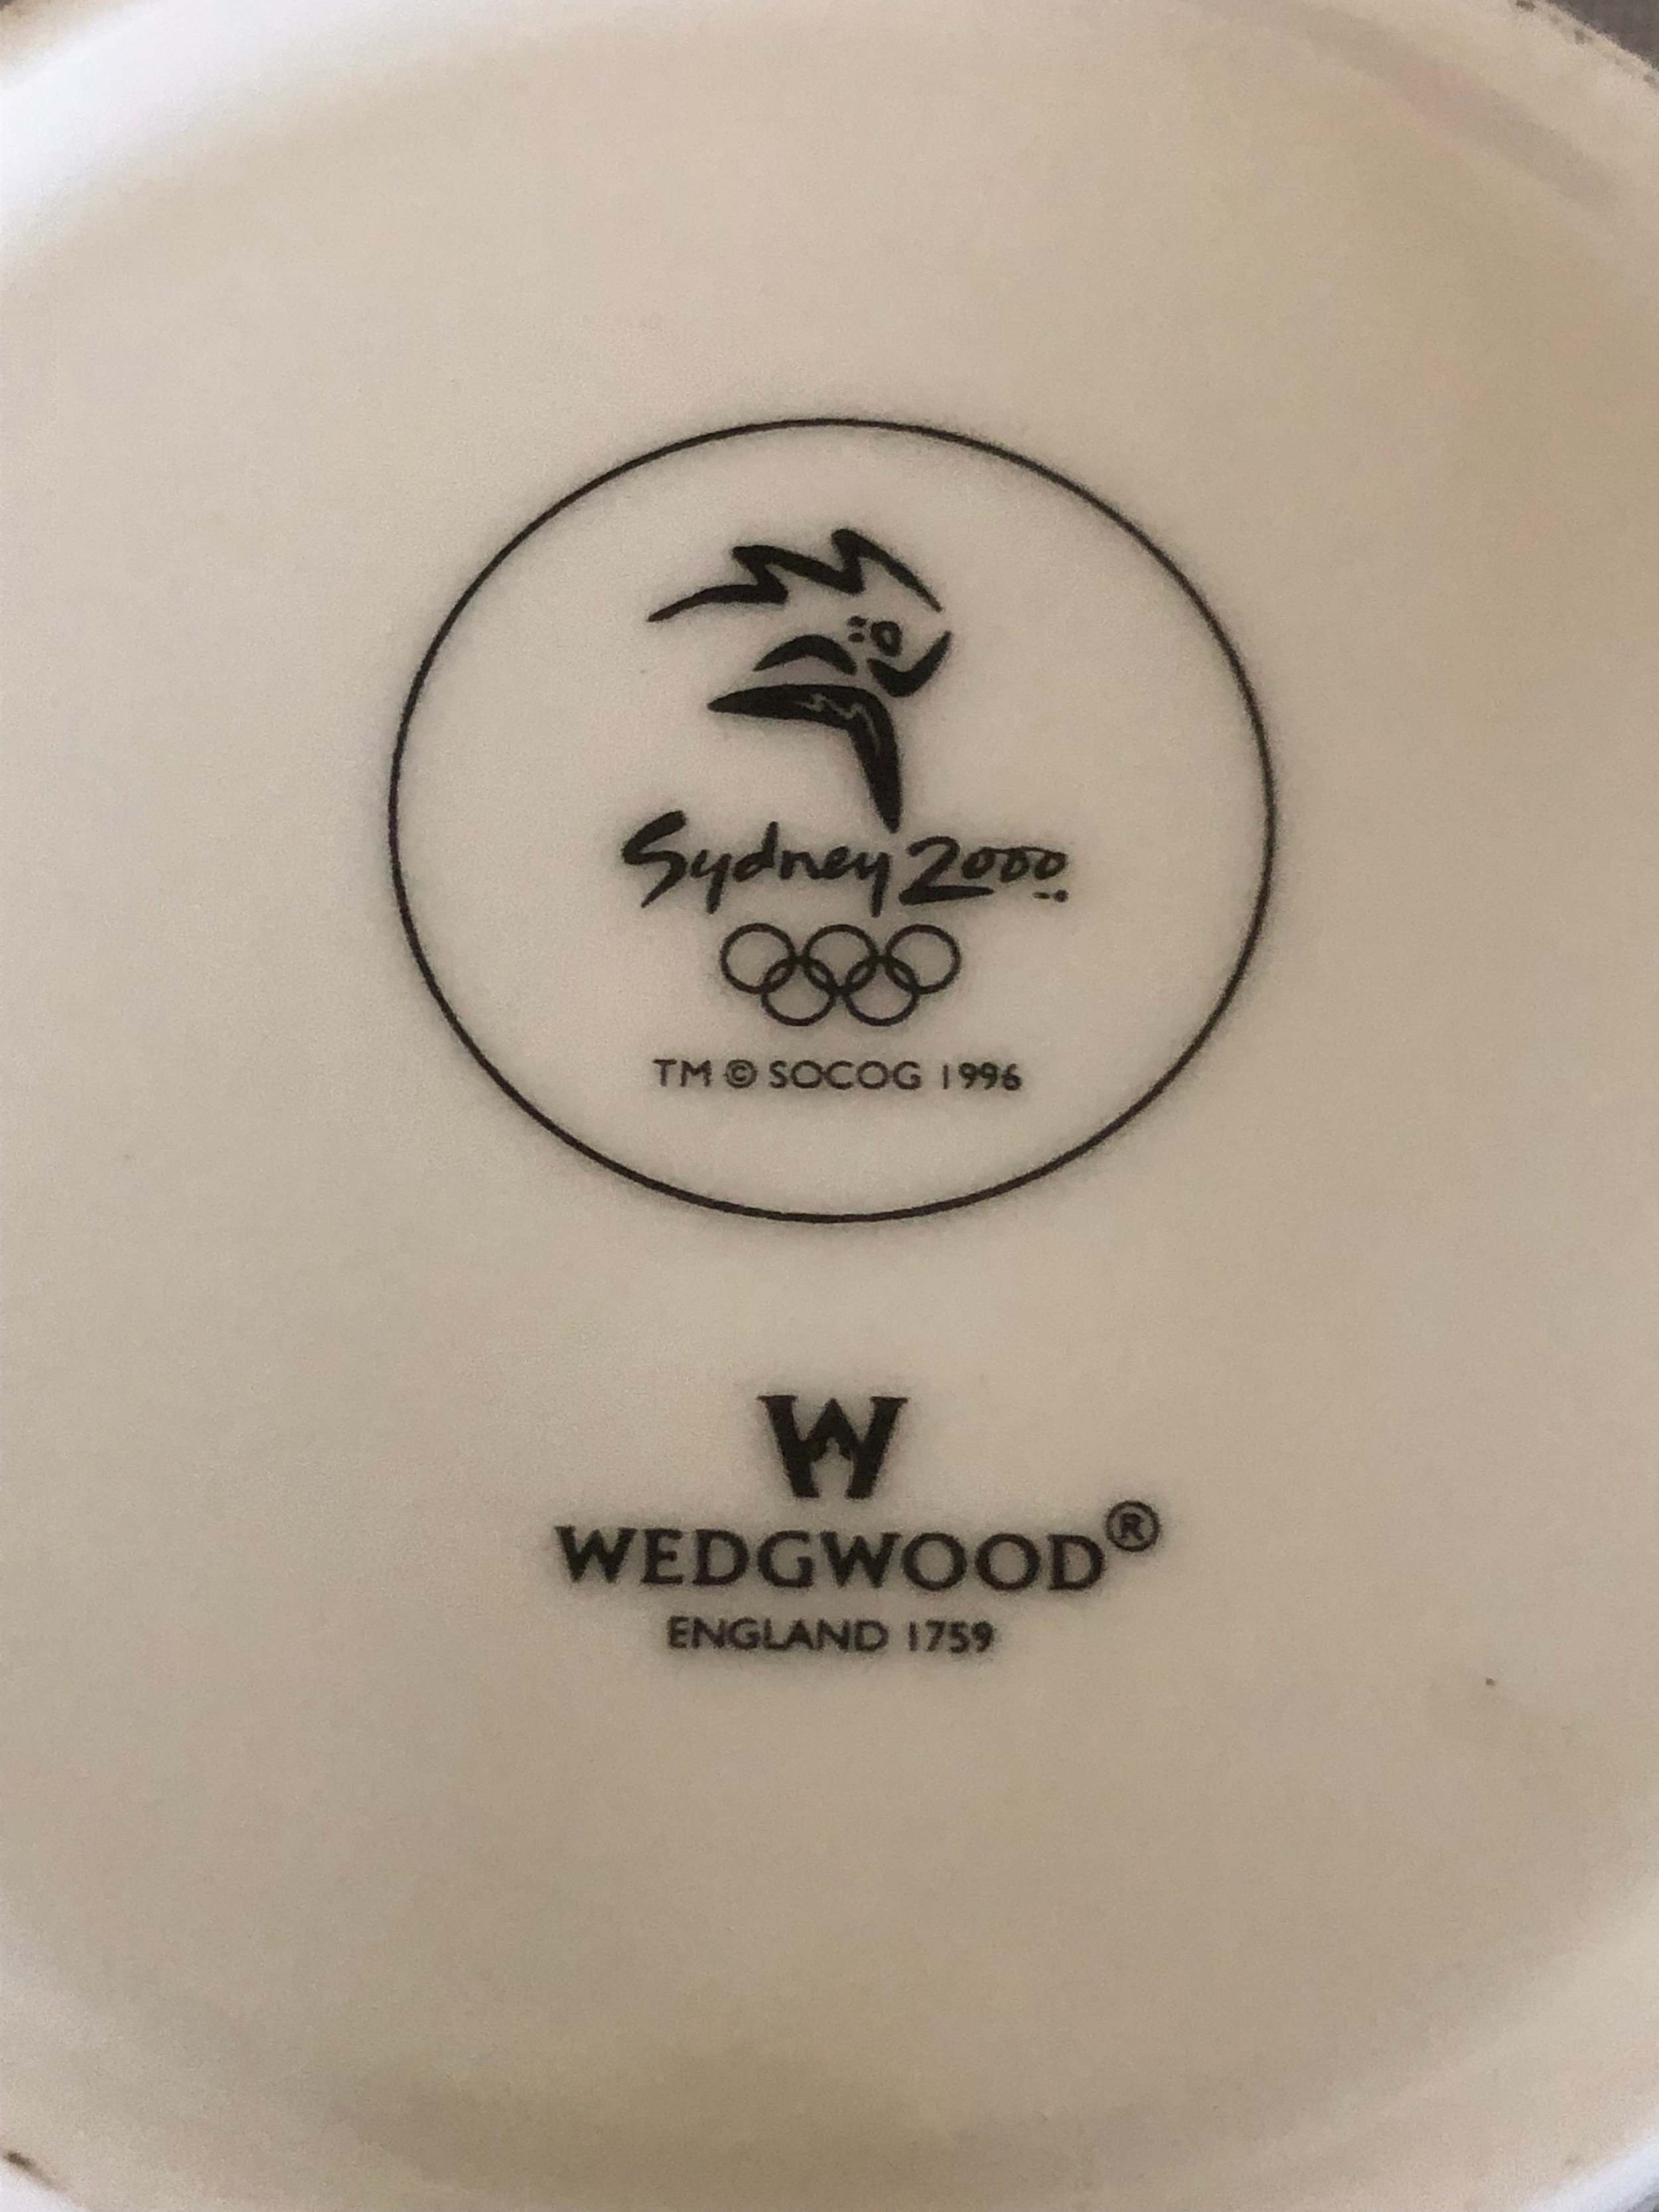 Sydney 2000
TM © SOCOG 1996
W
WEDGWOOD®
ENGLAND 1759